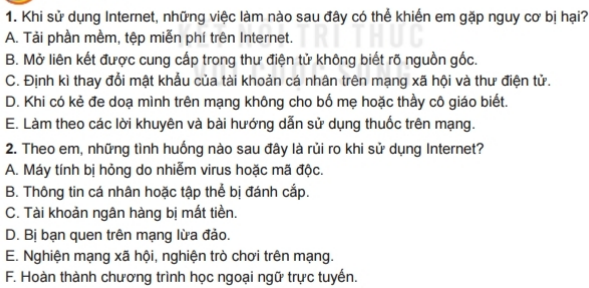 1. Khi sử dụng Internet, những việc làm nào sau đây có thể khiến em gặp nguy cơ bị hại?
A. Tải phần mềm, tệp miễn phí trên Internet.
B. Mở liên kết được cung cấp trong thư điện tử không biết rõ nguồn gốc.
C. Định kì thay đổi mật khẩu của tài khoản cá nhân trên mạng xã hội và thư điện tử.
D. Khi có kẻ đe doạ mình trên mạng không cho bố mẹ hoặc thầy cô giáo biết.
E. Làm theo các lời khuyên và bài hướng dẫn sử dụng thuốc trên mạng.
2. Theo em, những tình huống nào sau đây là rủi ro khi sử dụng Internet?
A. Máy tính bị hỏng do nhiễm virus hoặc mã độc.
B. Thông tin cá nhân hoặc tập thể bị đánh cắp.
C. Tài khoản ngân hàng bị mất tiền.
D. Bị bạn quen trên mạng lừa đảo.
E. Nghiện mạng xã hội, nghiện trò chơi trên mạng.
F. Hoàn thành chương trình học ngoại ngữ trực tuyến.